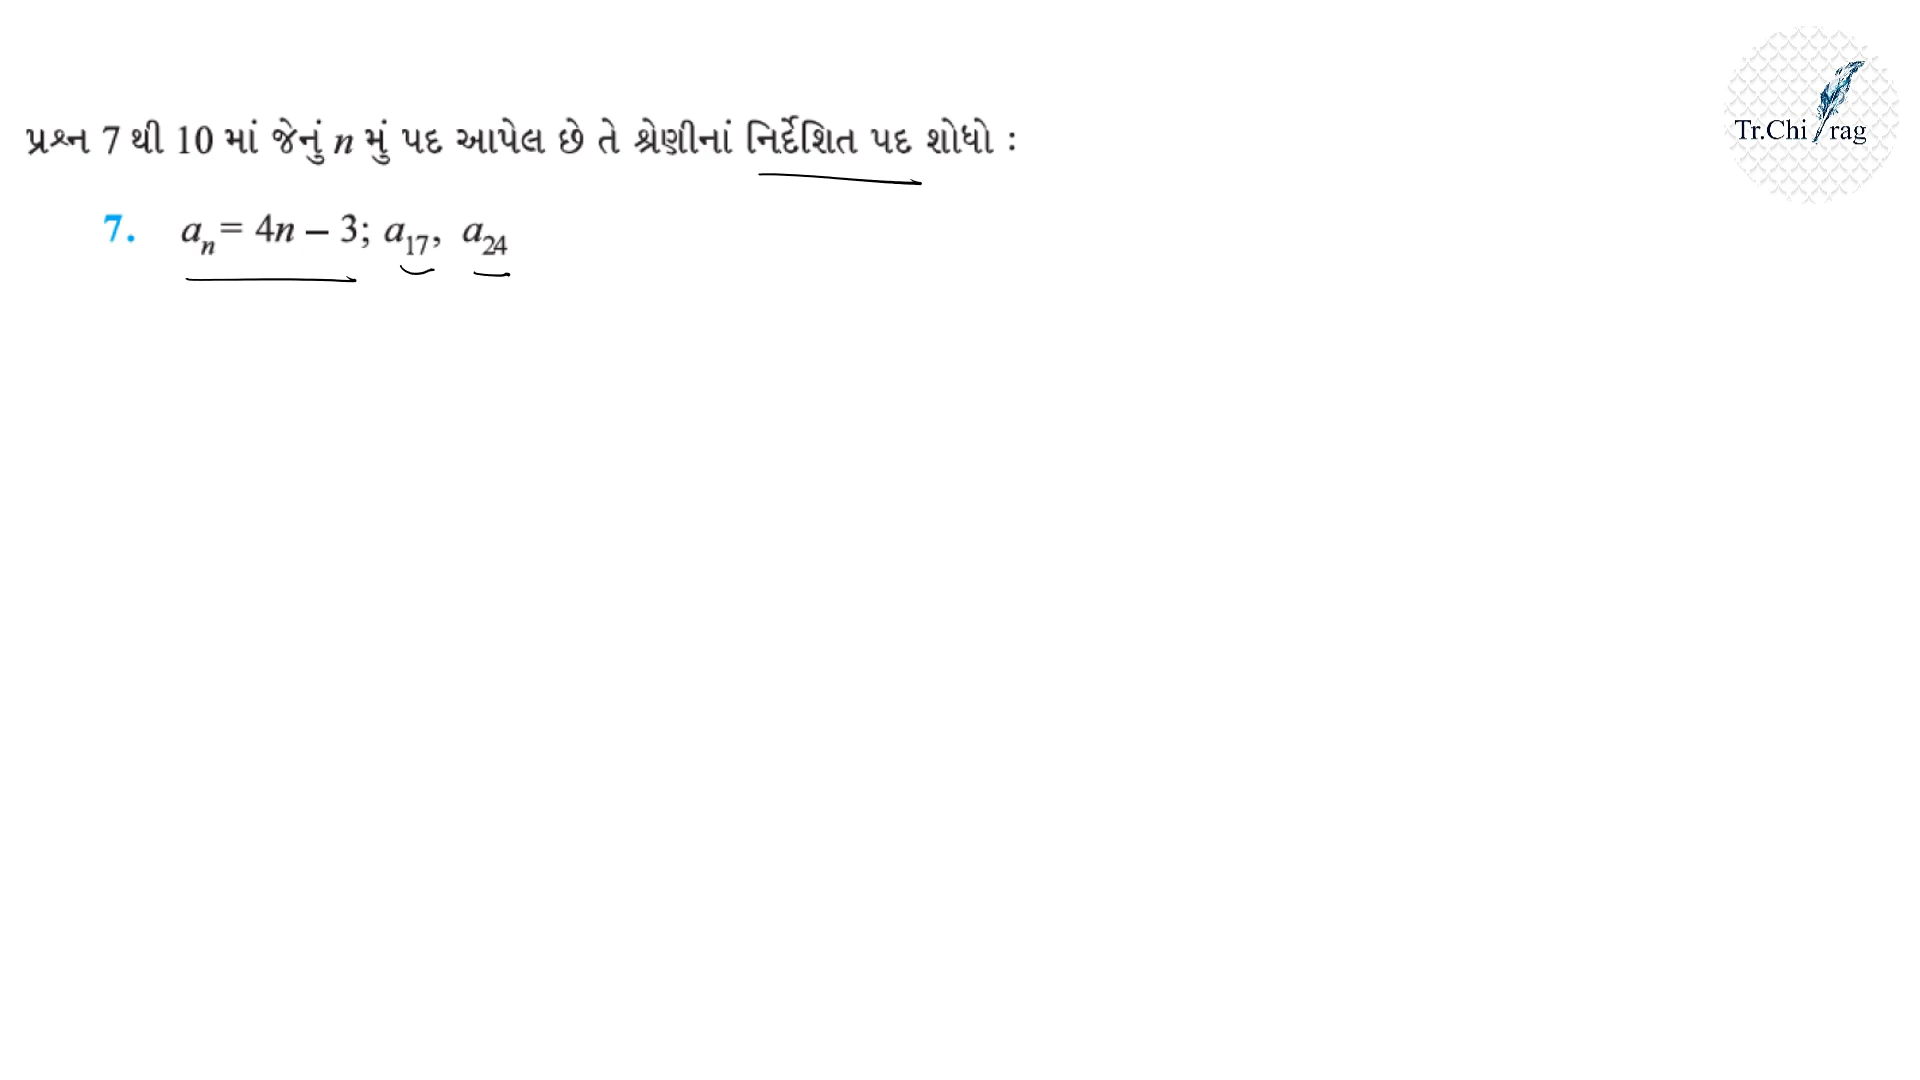 Tr.Chirag
પ્રશ્ન 7 થી 10 માં જેનું n મું પદ આપેલ છે તે શ્રેણીનાં નિર્દેશિત પદ શોધો :
7. aₙ = 4n – 3; a₁₇, a₂₄